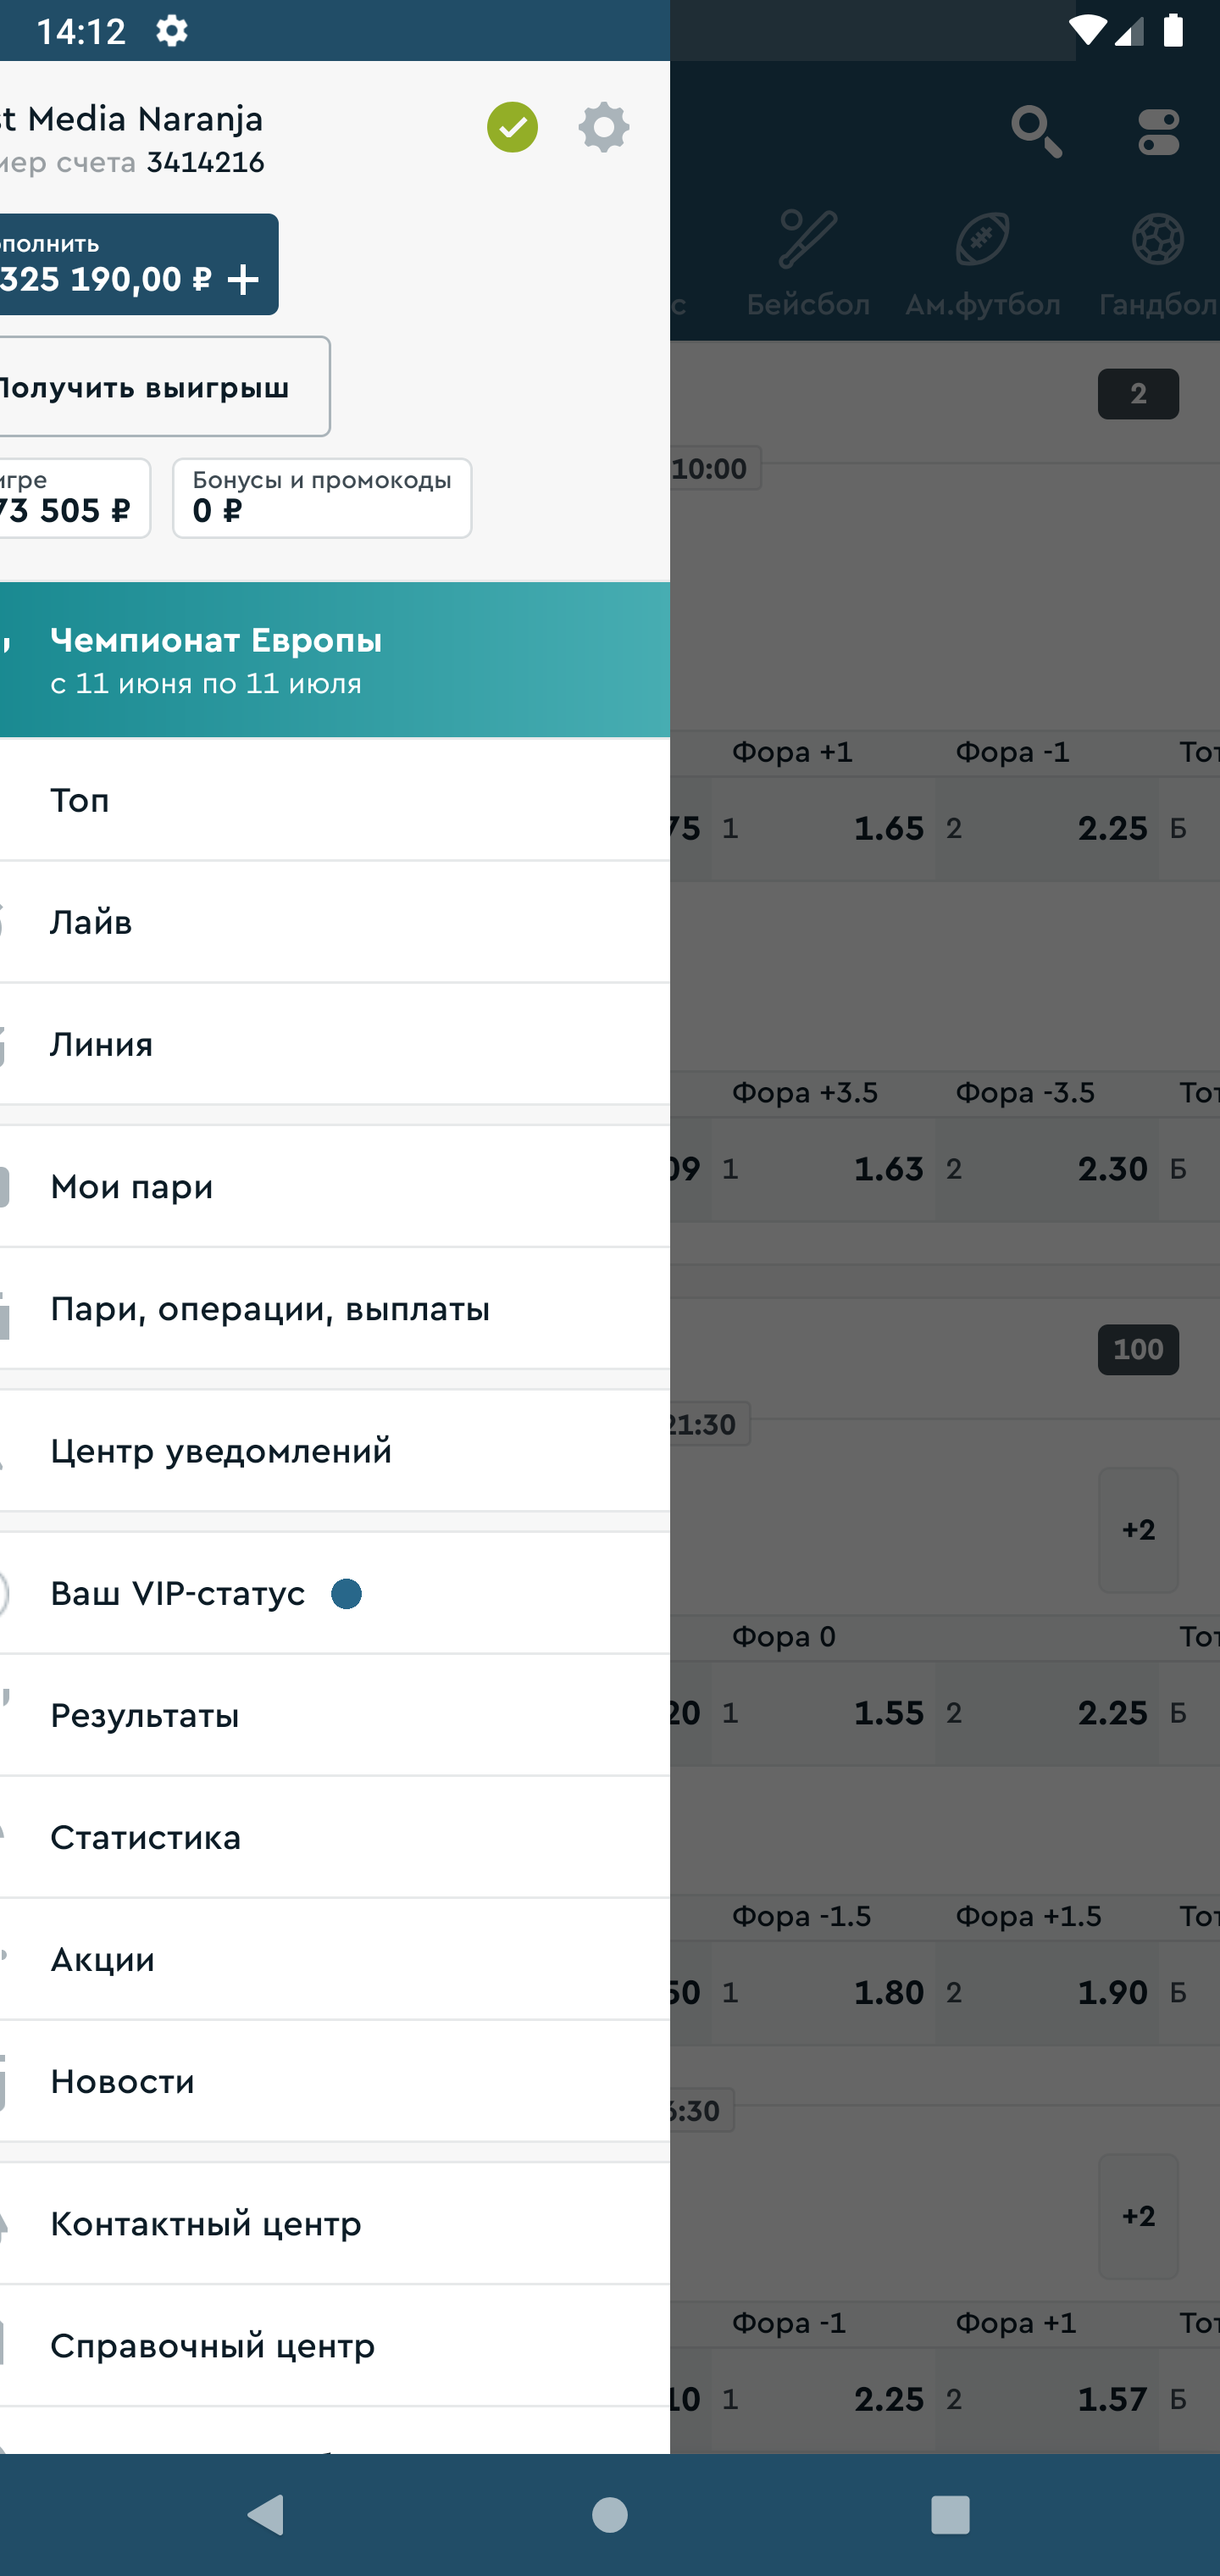 14:12
st Media Naranja
мер счета 3414216
полнить
325 190,00 ₽ +
Получить выигрыш
игре
73 505 ₽
Бонусы и промокоды
0 ₽
Чемпионат Европы
с 11 июня по 11 июля
Топ
Лайв
Линия
Мои пари
Пари, операции, выплаты
Центр уведомлений
Ваш VIP-статус
Результаты
Статистика
Акции
Новости
Контактный центр
Справочный центр
с Бейсбол Ам.футбол Гандбол
2
10:00
Фора +1 Фора -1 Тот
75 1 1.65 2 2.25 Б
Фора +3.5 Фора -3.5 Тот
09 1 1.63 2 2.30 Б
100
21:30
+2
Фора 0 Тот
20 1 1.55 2 2.25 Б
Фора -1.5 Фора +1.5 Тот
50 1 1.80 2 1.90 Б
6:30
+2
Фора -1 Фора +1 Тот
10 1 2.25 2 1.57 Б